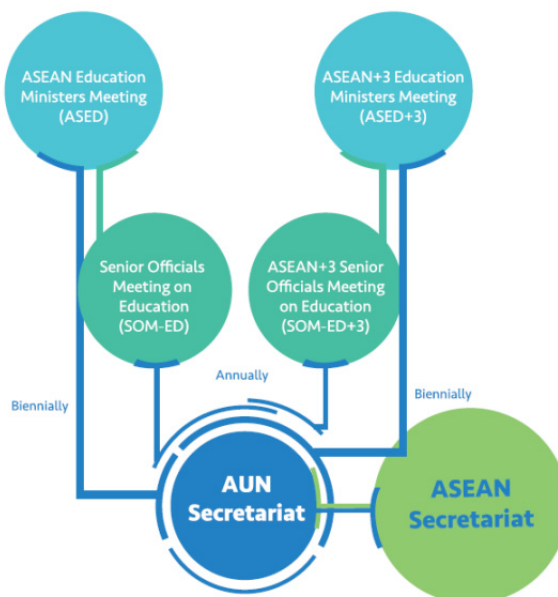 ASEAN Education
Ministers Meeting
(ASED)
ASEAN+3 Education
Ministers Meeting
(ASED+3)
Senior Officials
Meeting on
Education
(SOM-ED)
ASEAN+3 Senior
Officials Meeting
on Education
(SOM-ED+3)
Annually
Biennially
Biennially
AUN
Secretariat
ASEAN
Secretariat